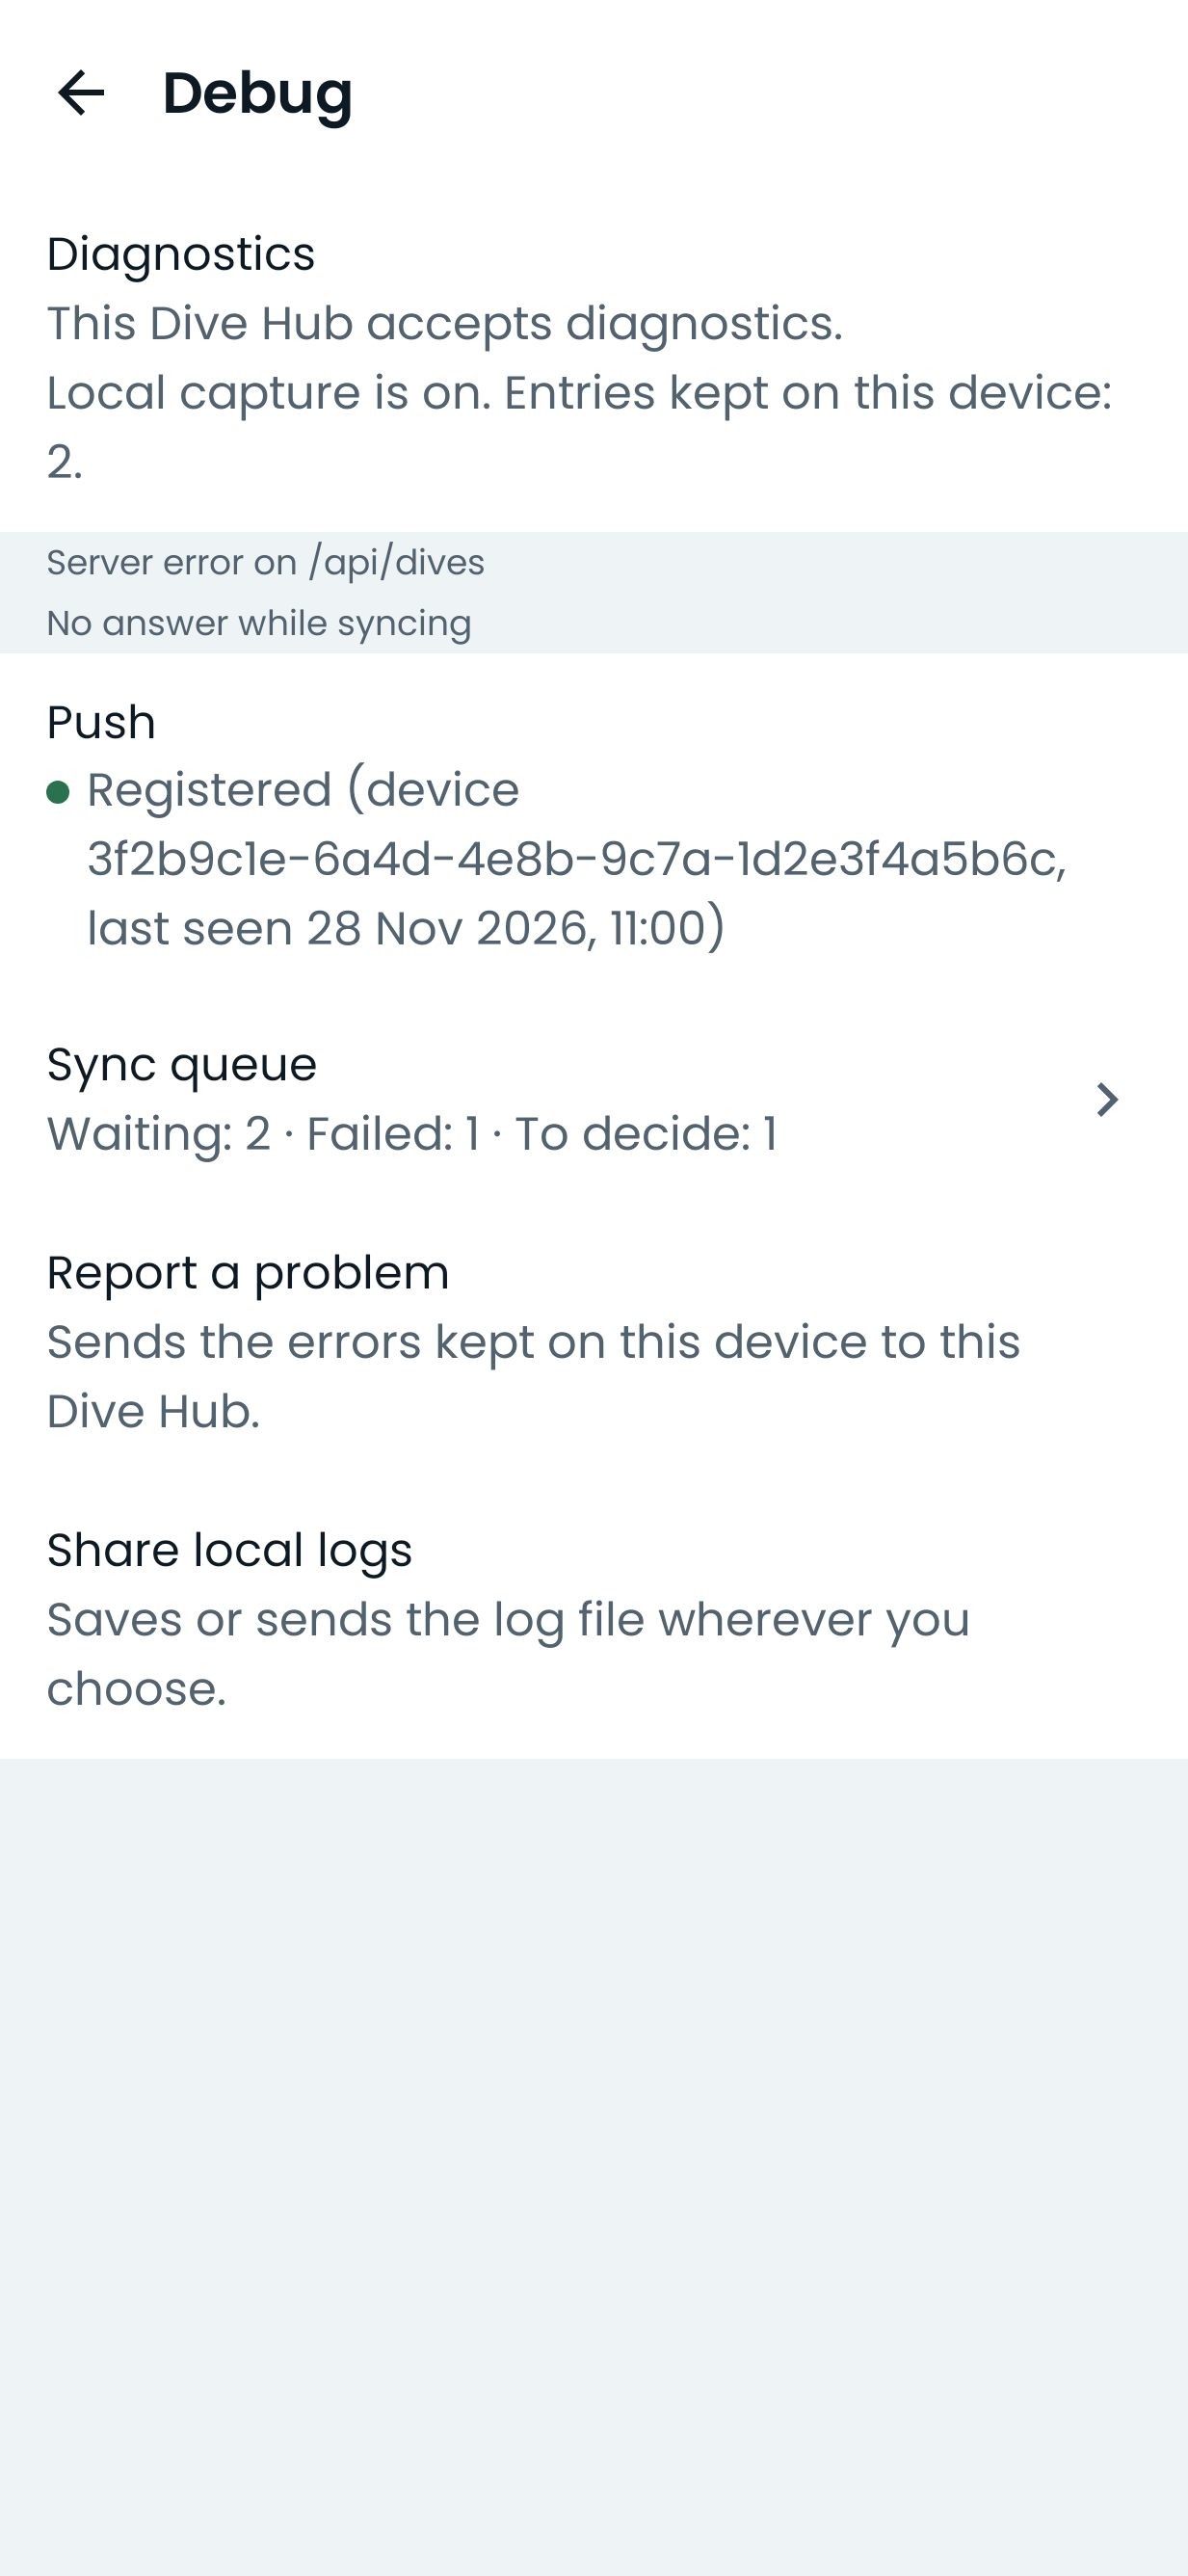 Debug
Diagnostics
This Dive Hub accepts diagnostics.
Local capture is on. Entries kept on this device:
2.
Server error on /api/dives
No answer while syncing
Push
Registered (device
3f2b9c1e-6a4d-4e8b-9c7a-1d2e3f4a5b6c,
last seen 28 Nov 2026, 11:00)
Sync queue
Waiting: 2 · Failed: 1 · To decide: 1
Report a problem
Sends the errors kept on this device to this
Dive Hub.
Share local logs
Saves or sends the log file wherever you
choose.